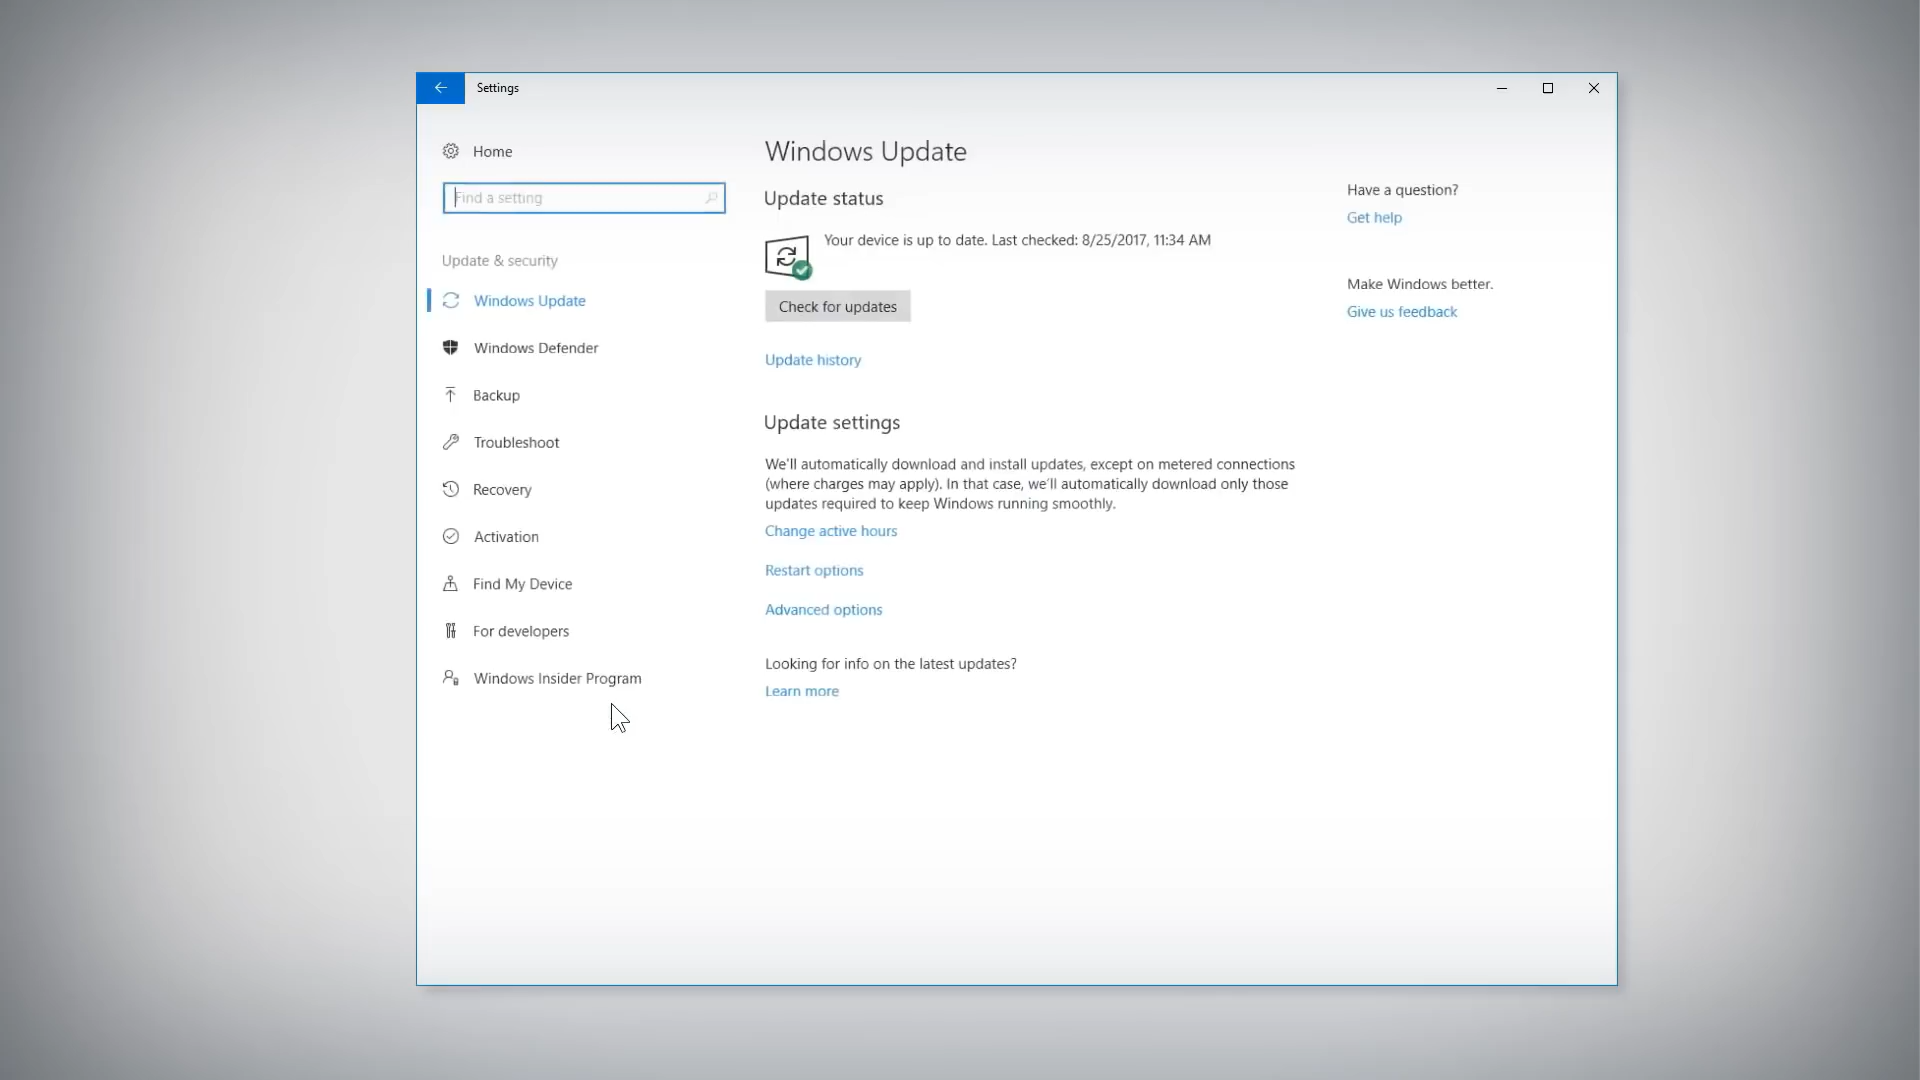 Settings
Home
Find a setting
Update & security
Windows Update
Windows Defender
Backup
Troubleshoot
Recovery
Activation
Find My Device
For developers
Windows Insider Program
Windows Update
Update status
Your device is up to date. Last checked: 8/25/2017, 11:34 AM
Check for updates
Update history
Update settings
We'll automatically download and install updates, except on metered connections
(where charges may apply). In that case, we'll automatically download only those
updates required to keep Windows running smoothly.
Change active hours
Restart options
Advanced options
Looking for info on the latest updates?
Learn more
Have a question?
Get help
Make Windows better.
Give us feedback